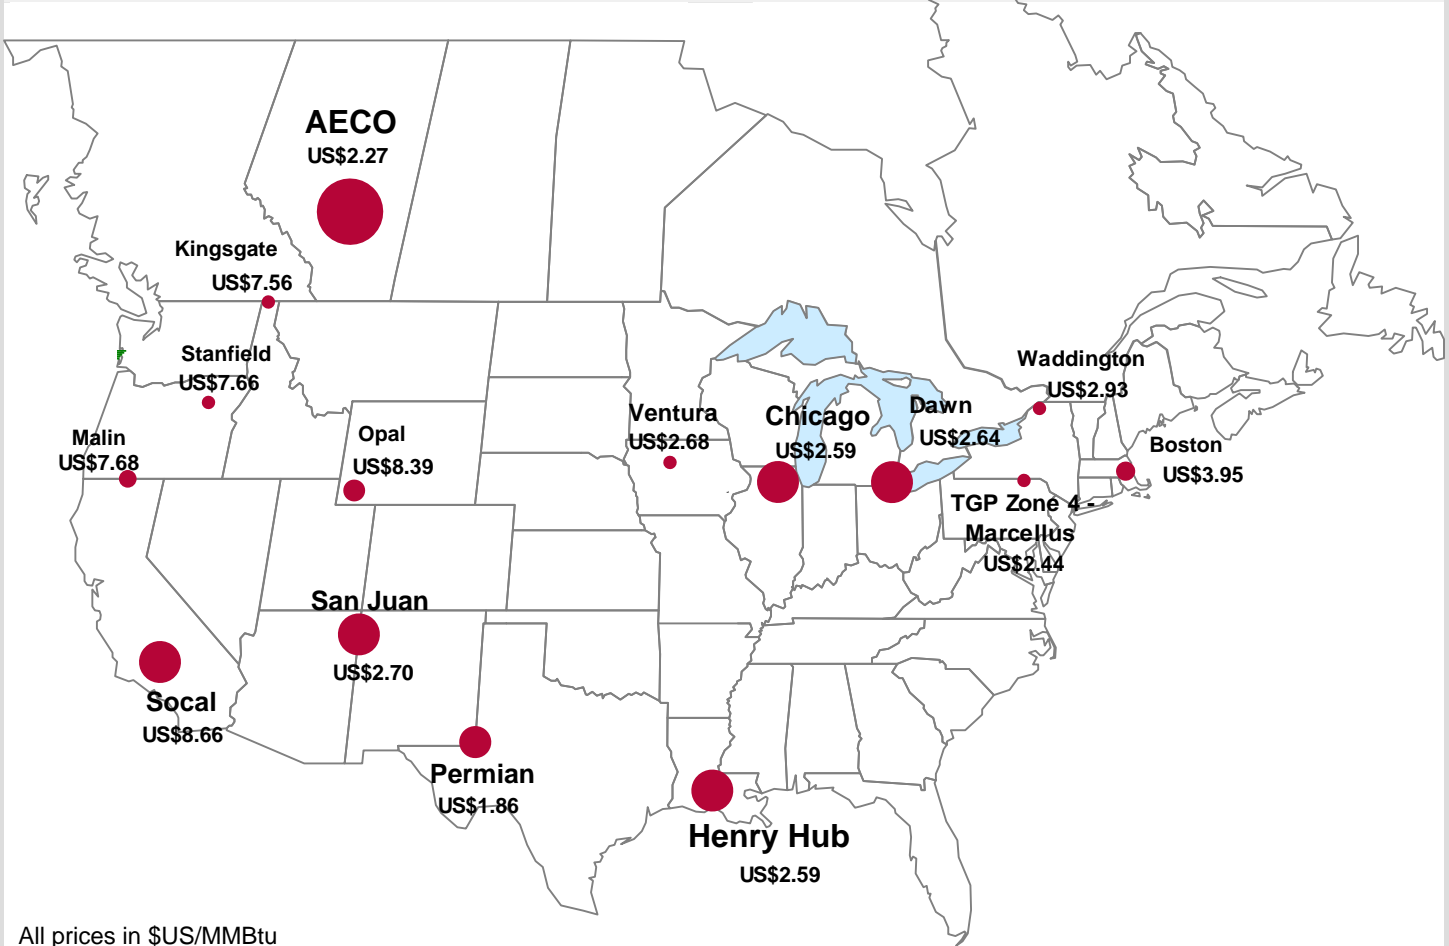 AECO
US$2.27
Kingsgate
US$7.56
Stanfield
US$7.66
Malin
US$7.68
Opal
US$8.39
Ventura
US$2.68
Chicago
US$2.59
Dawn
US$2.64
Waddington
US$2.93
Boston
US$3.95
TGP Zone 4 -
Marcellus
US$2.44
San Juan
US$2.70
Socal
US$8.66
Permian
US$1.86
Henry Hub
US$2.59
All prices in $US/MMBtu